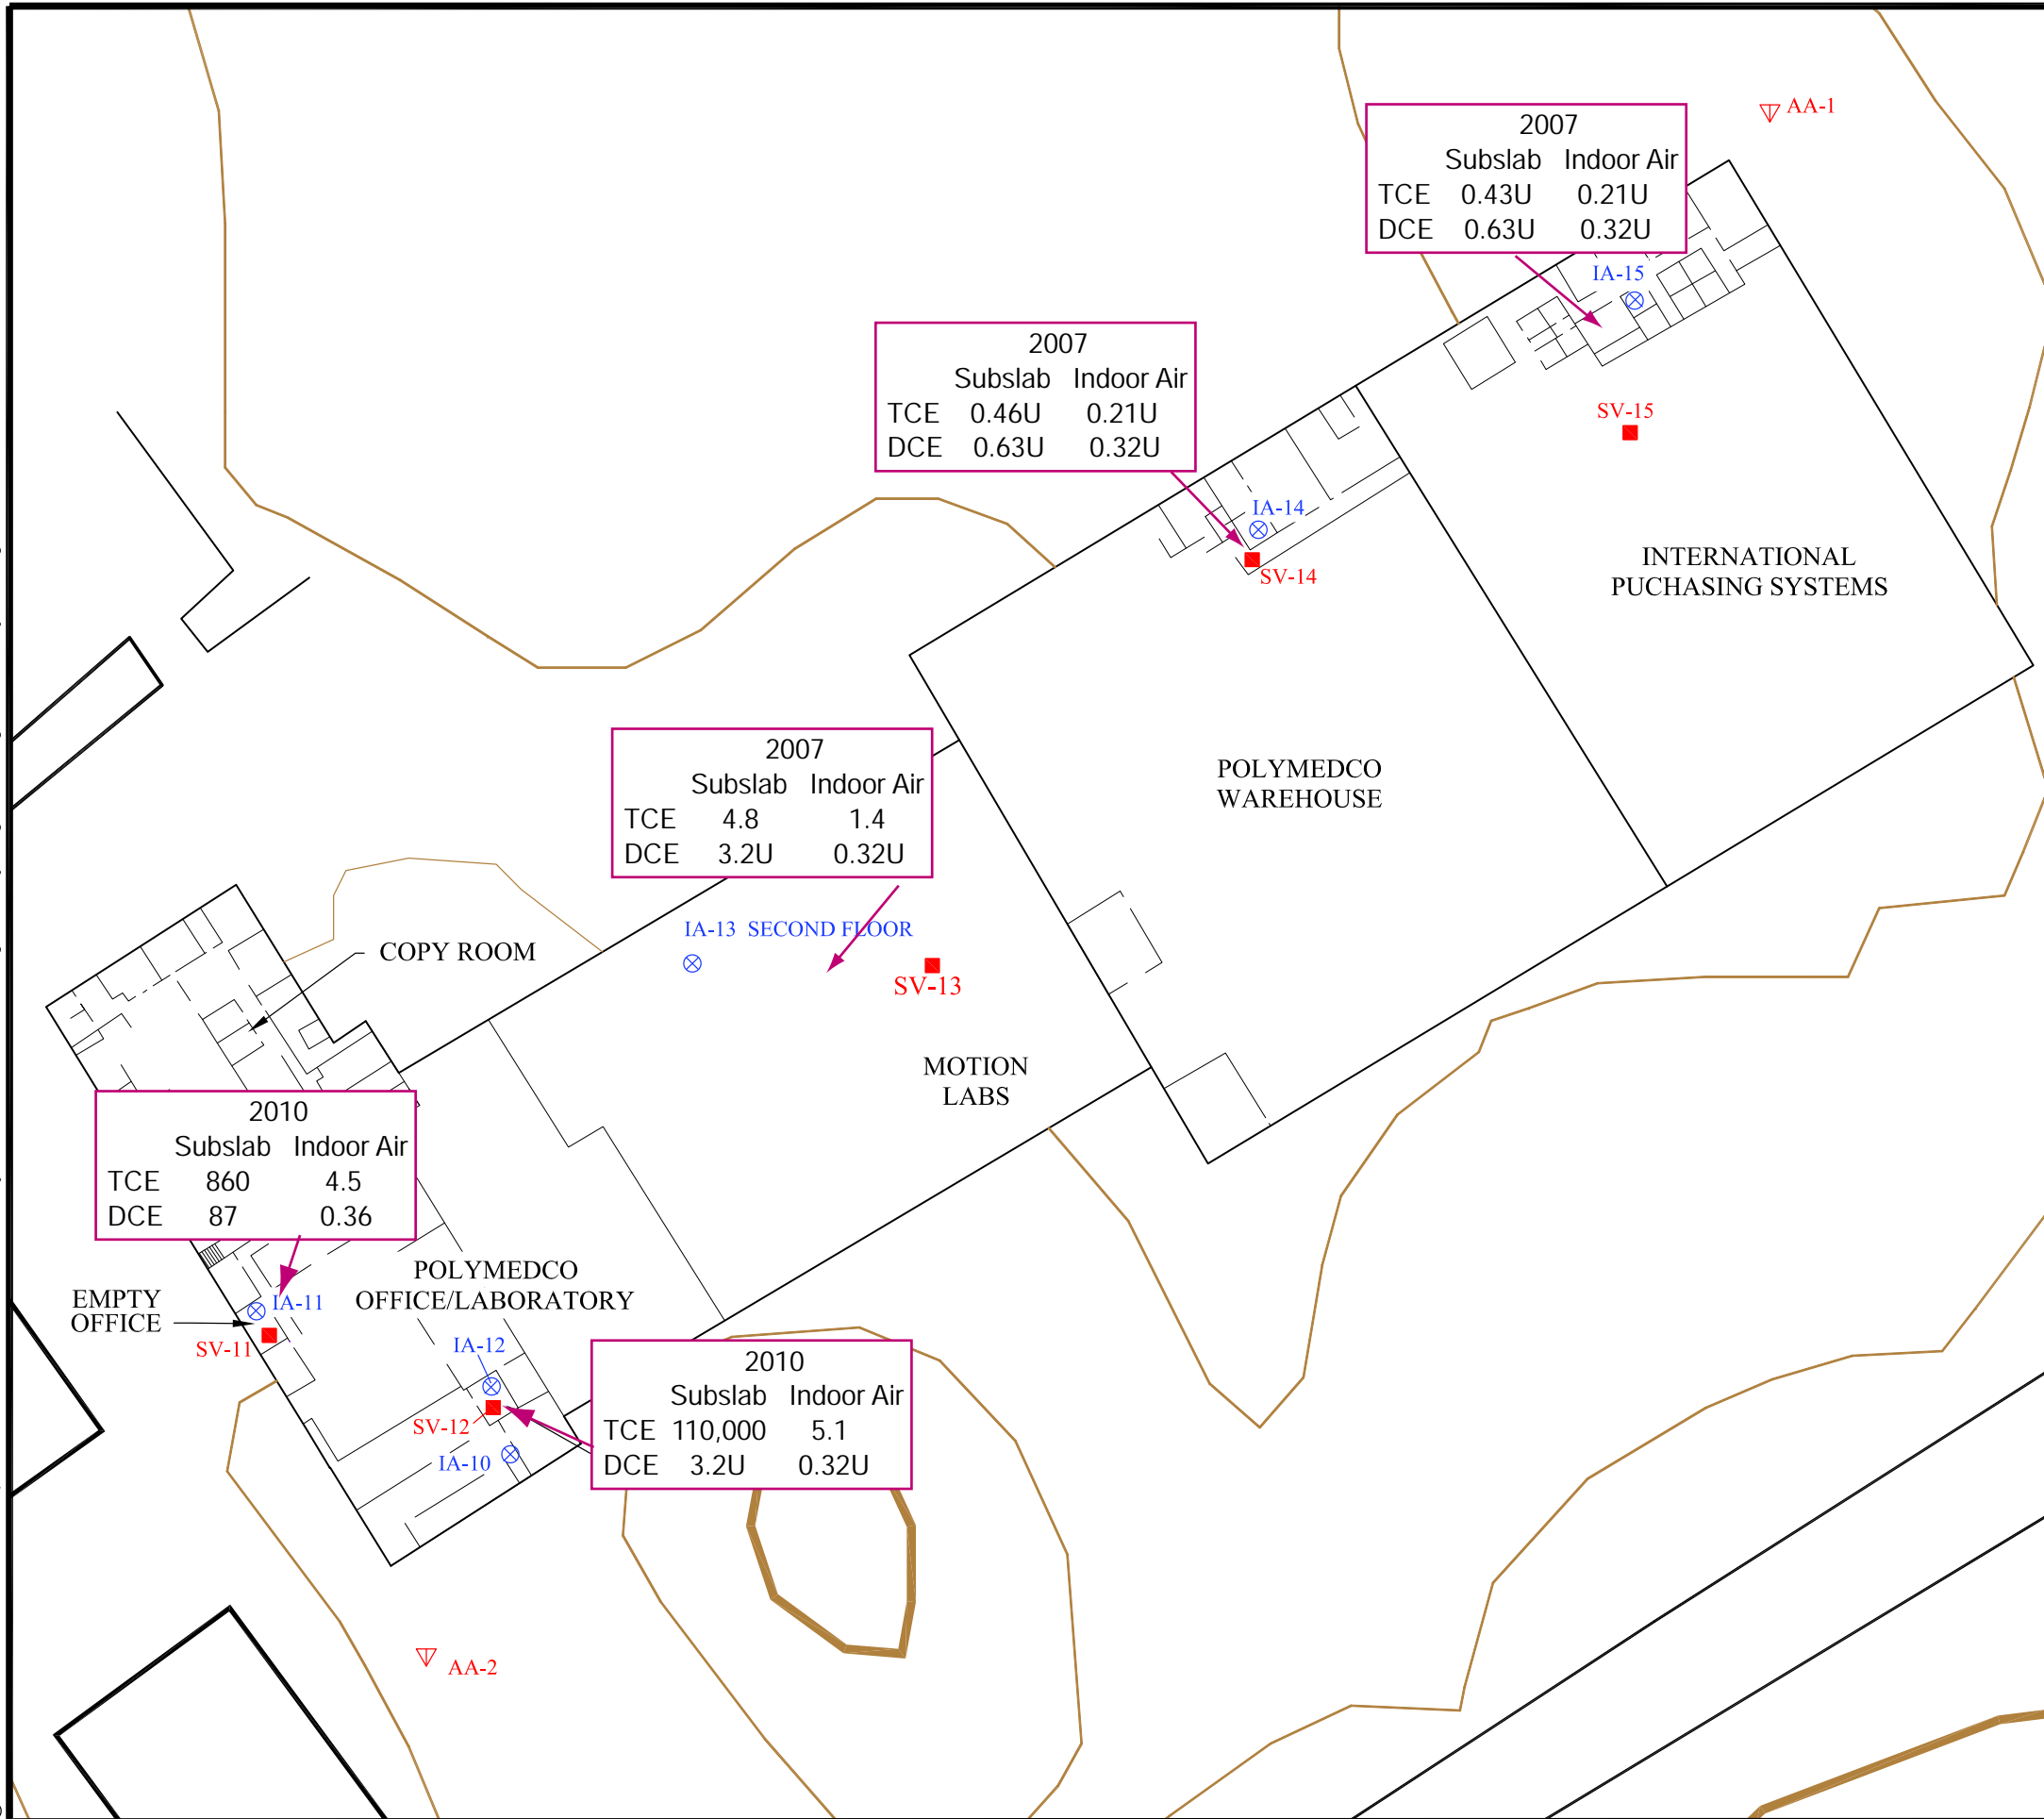 AA-1
2007
Subslab Indoor Air
TCE 0.43U 0.21U
DCE 0.63U 0.32U
IA-15
2007
Subslab Indoor Air
TCE 0.46U 0.21U
DCE 0.63U 0.32U
SV-15
IA-14
SV-14
INTERNATIONAL
PUCHASING SYSTEMS
2007
Subslab Indoor Air
TCE 4.8 1.4
DCE 3.2U 0.32U
POLYMEDCO
WAREHOUSE
IA-13 SECOND FLOOR
COPY ROOM
SV-13
MOTION
LABS
2010
Subslab Indoor Air
TCE 860 4.5
DCE 87 0.36
POLYMEDCO
OFFICE/LABORATORY
EMPTY
OFFICE
IA-11
SV-11
IA-12
2010
Subslab Indoor Air
TCE 110,000 5.1
DCE 3.2U 0.32U
SV-12
IA-10
AA-2